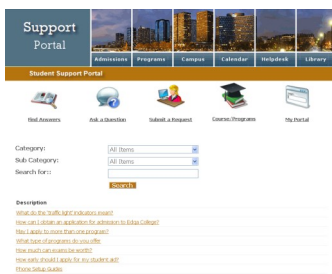 Support
Portal
Admissions Programs Campus Calendar Helpdesk Library
Student Support Portal
Find Answers Ask a Question Submit a Request Course/Programs My Portal
Category: All Items
Sub Category: All Items
Search for::
Search
Description
What do the "traffic light" indicators mean?
How can I obtain an application for admission to Edqa College?
May I apply to more than one program?
What type of programs do you offer
How much can exams be worth?
How early should I apply for my student aid?
Phone Setup Guides